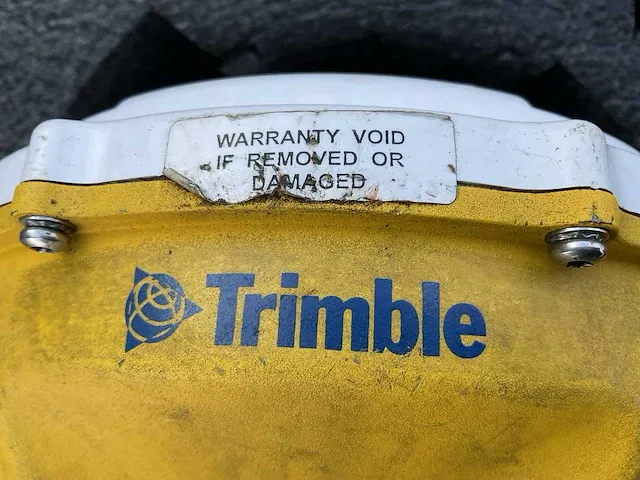 WARRANTY VOID
IF REMOVED OR
DAMAGED
Trimble